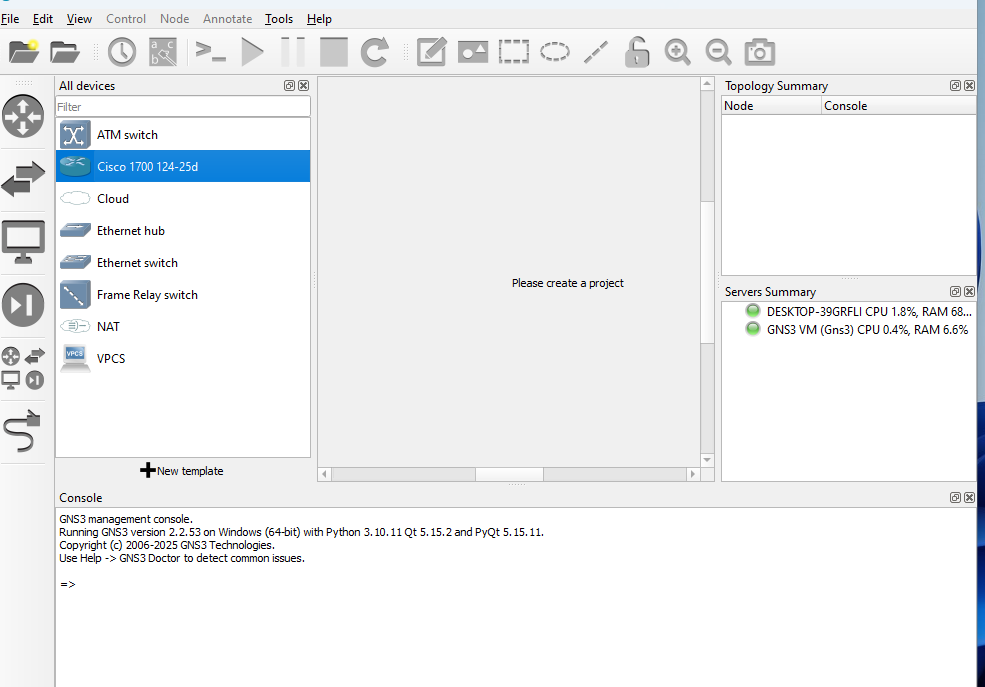 File Edit View Control Node Annotate Tools Help
All devices
Filter
ATM switch
Cisco 1700 124-25d
Cloud
Ethernet hub
Ethernet switch
Frame Relay switch
NAT
VPCS
VPCS
New template
Please create a project
Topology Summary
Node Console
Servers Summary
DESKTOP-39GRFLI CPU 1.8%, RAM 68...
GNS3 VM (Gns3) CPU 0.4%, RAM 6.6%
Console
GNS3 management console.
Running GNS3 version 2.2.53 on Windows (64-bit) with Python 3.10.11 Qt 5.15.2 and PyQt 5.15.11.
Copyright (c) 2006-2025 GNS3 Technologies.
Use Help -> GNS3 Doctor to detect common issues.
=>